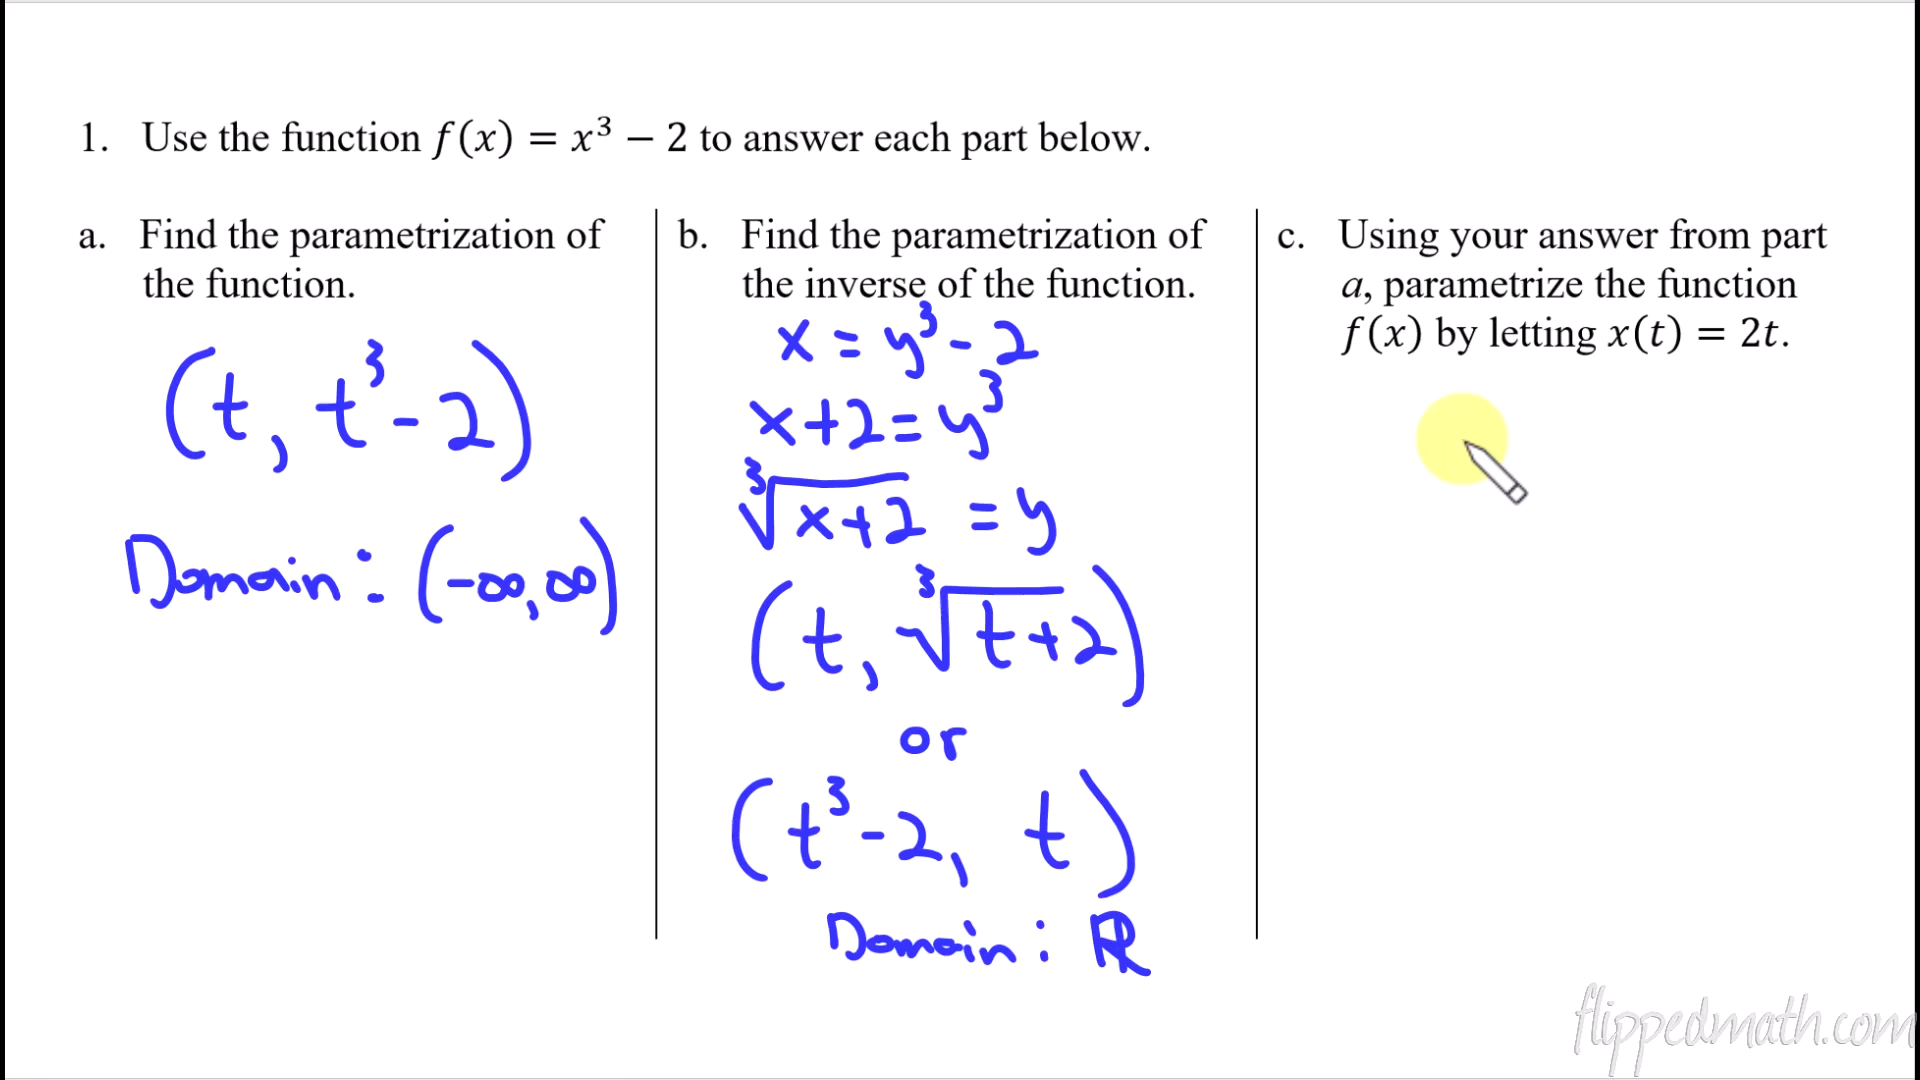 1. Use the function f(x) = x³ − 2 to answer each part below.
a. Find the parametrization of
the function.
(t, t³-2)
Domain: (-∞,∞)
b. Find the parametrization of
the inverse of the function.
x = y³-2
x+2=y³
∛(x+2) = y
(t, ∛(t+2))
or
(t³-2, t)
Domain: ℝ
c. Using your answer from part
a, parametrize the function
f(x) by letting x(t) = 2t.
flippedmath.com